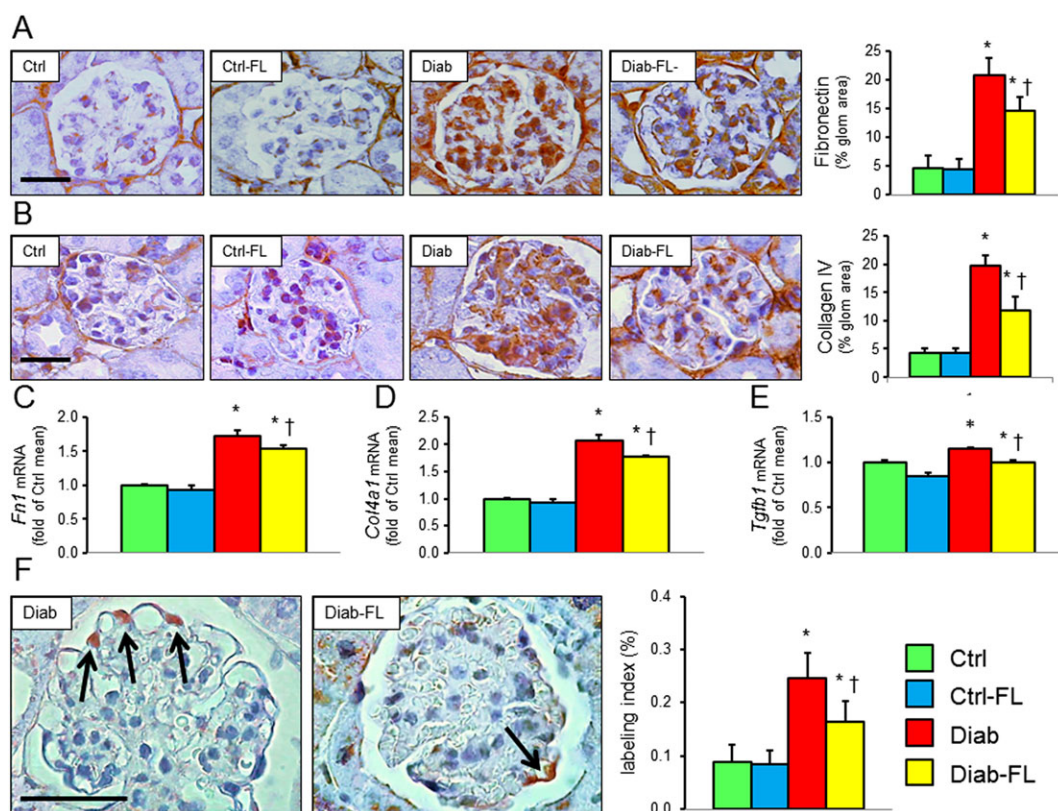 A
Ctrl
Ctrl-FL
Diab
Diab-FL-
Fibronectin
(% glom area)
25
20
15
10
5
0
*
* †
B
Ctrl
Ctrl-FL
Diab
Diab-FL
Collagen IV
(% glom area)
25
20
15
10
5
0
*
* †
C
Fn1 mRNA
(fold of Ctrl mean)
2.0
1.5
1.0
0.5
0.0
*
* †
D
Col4a1 mRNA
(fold of Ctrl mean)
2.5
2.0
1.5
1.0
0.5
0.0
*
* †
E
Tgfb1 mRNA
(fold of Ctrl mean)
1.5
1.0
0.5
0.0
*
* †
F
Diab
Diab-FL
labeling index (%)
0.4
0.3
0.2
0.1
0.0
*
* †
Ctrl
Ctrl-FL
Diab
Diab-FL